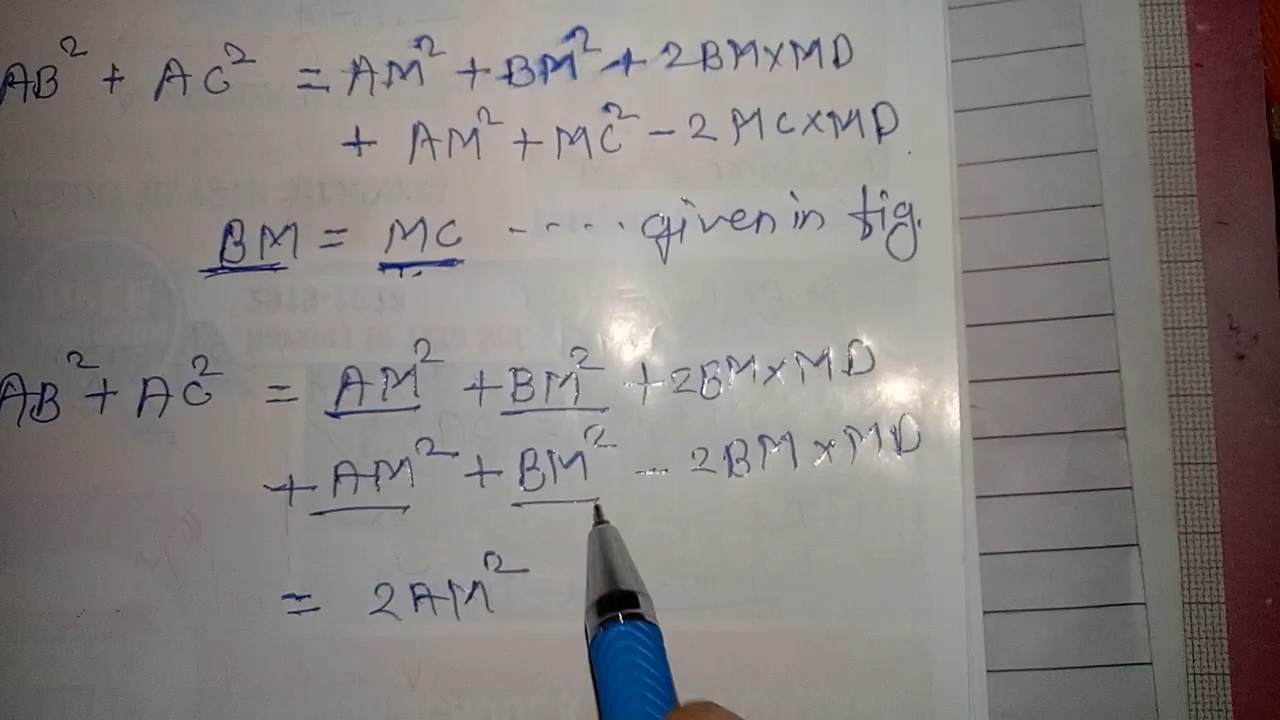 AB² + AC² = AM² + BM² + 2BM×MD
+ AM² + MC² - 2MC×MD.
BM = MC ----- given in fig.
AB² + AC² = AM² + BM² + 2BM×MD
+ AM² + BM² - 2BM×MD
= 2AM²